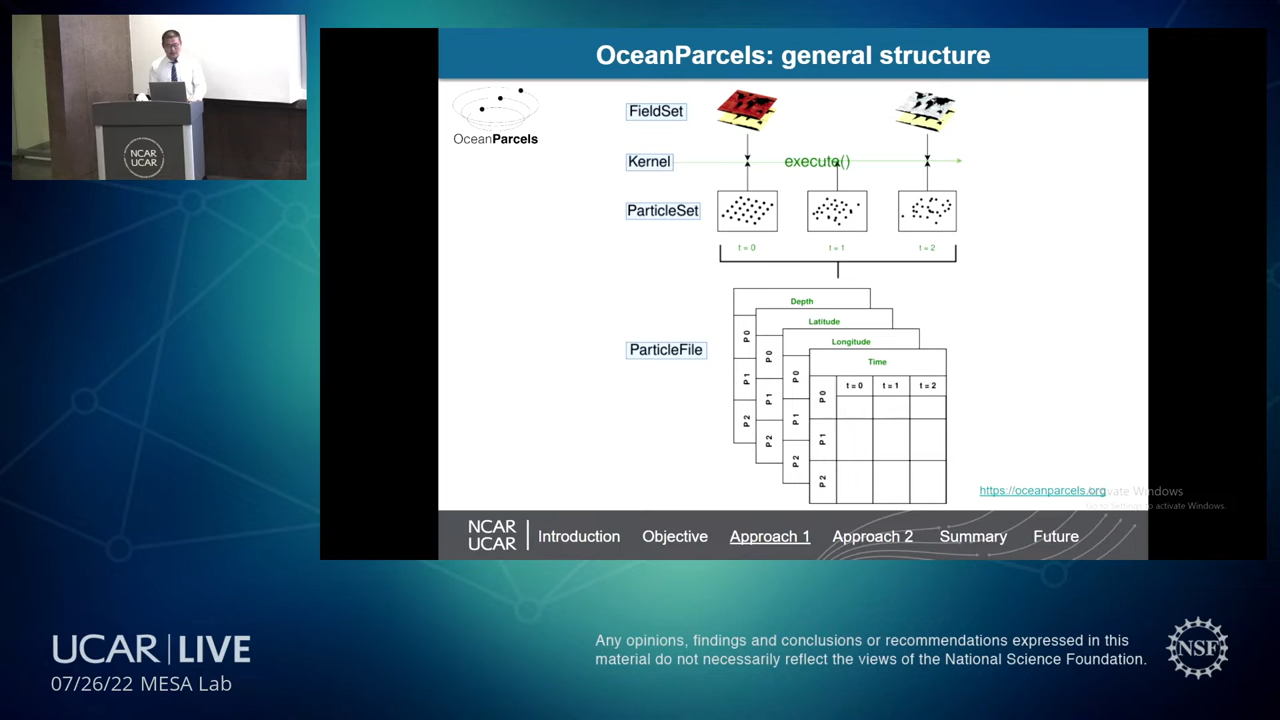 OceanParcels: general structure
OceanParcels
FieldSet
Kernel
execute()
ParticleSet
t = 0
t = 1
t = 2
ParticleFile
Depth
P 0
P 1
P 2
Latitude
P 0
P 1
P 2
Longitude
P 0
P 1
P 2
Time
t = 0 t = 1 t = 2
P 0
P 1
P 2
https://oceanparcels.org
Activate Windows
Go to Settings to activate Windows.
NCAR
UCAR
Introduction Objective Approach 1 Approach 2 Summary Future
NCAR
UCAR
UCAR | LIVE
07/26/22 MESA Lab
Any opinions, findings and conclusions or recommendations expressed in this
material do not necessarily reflect the views of the National Science Foundation.
NSF